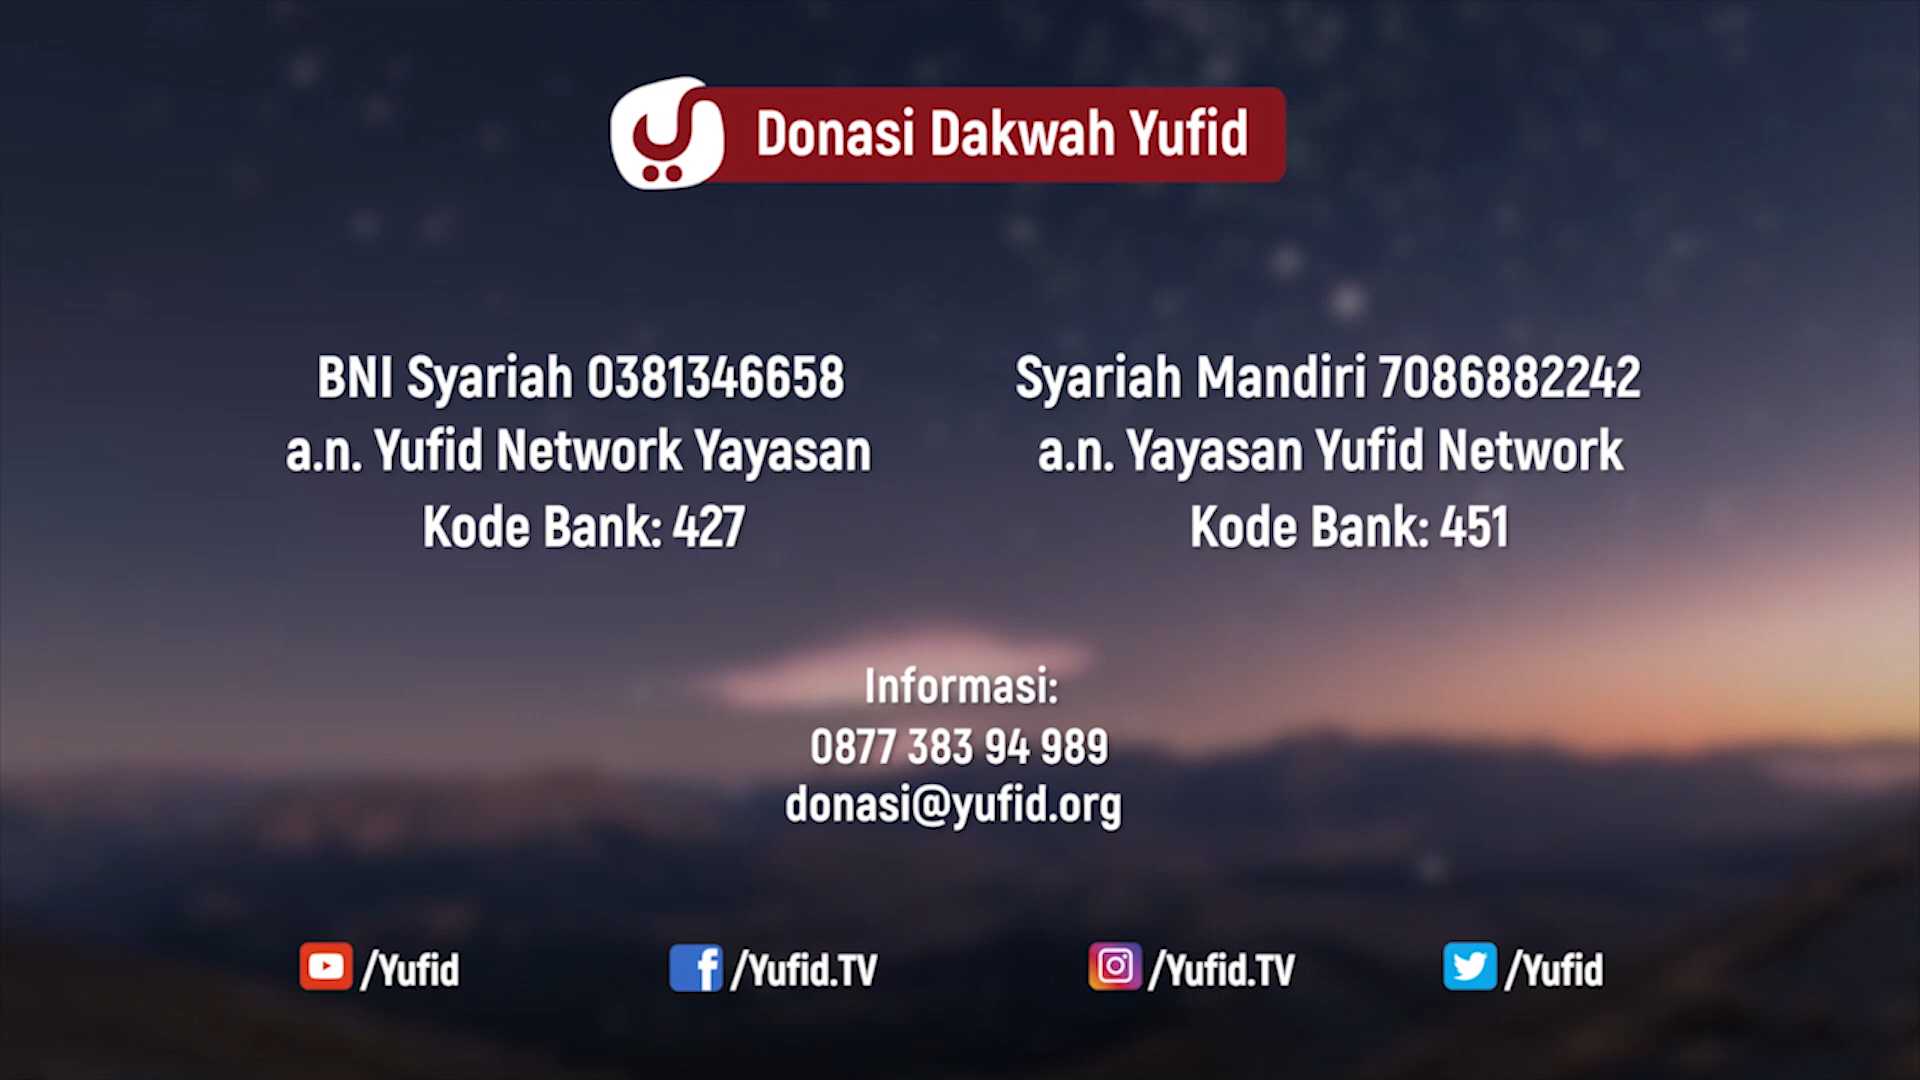 Donasi Dakwah Yufid
BNI Syariah 0381346658
a.n. Yufid Network Yayasan
Kode Bank: 427
Syariah Mandiri 7086882242
a.n. Yayasan Yufid Network
Kode Bank: 451
Informasi:
0877 383 94 989
donasi@yufid.org
/Yufid
/Yufid.TV
/Yufid.TV
/Yufid